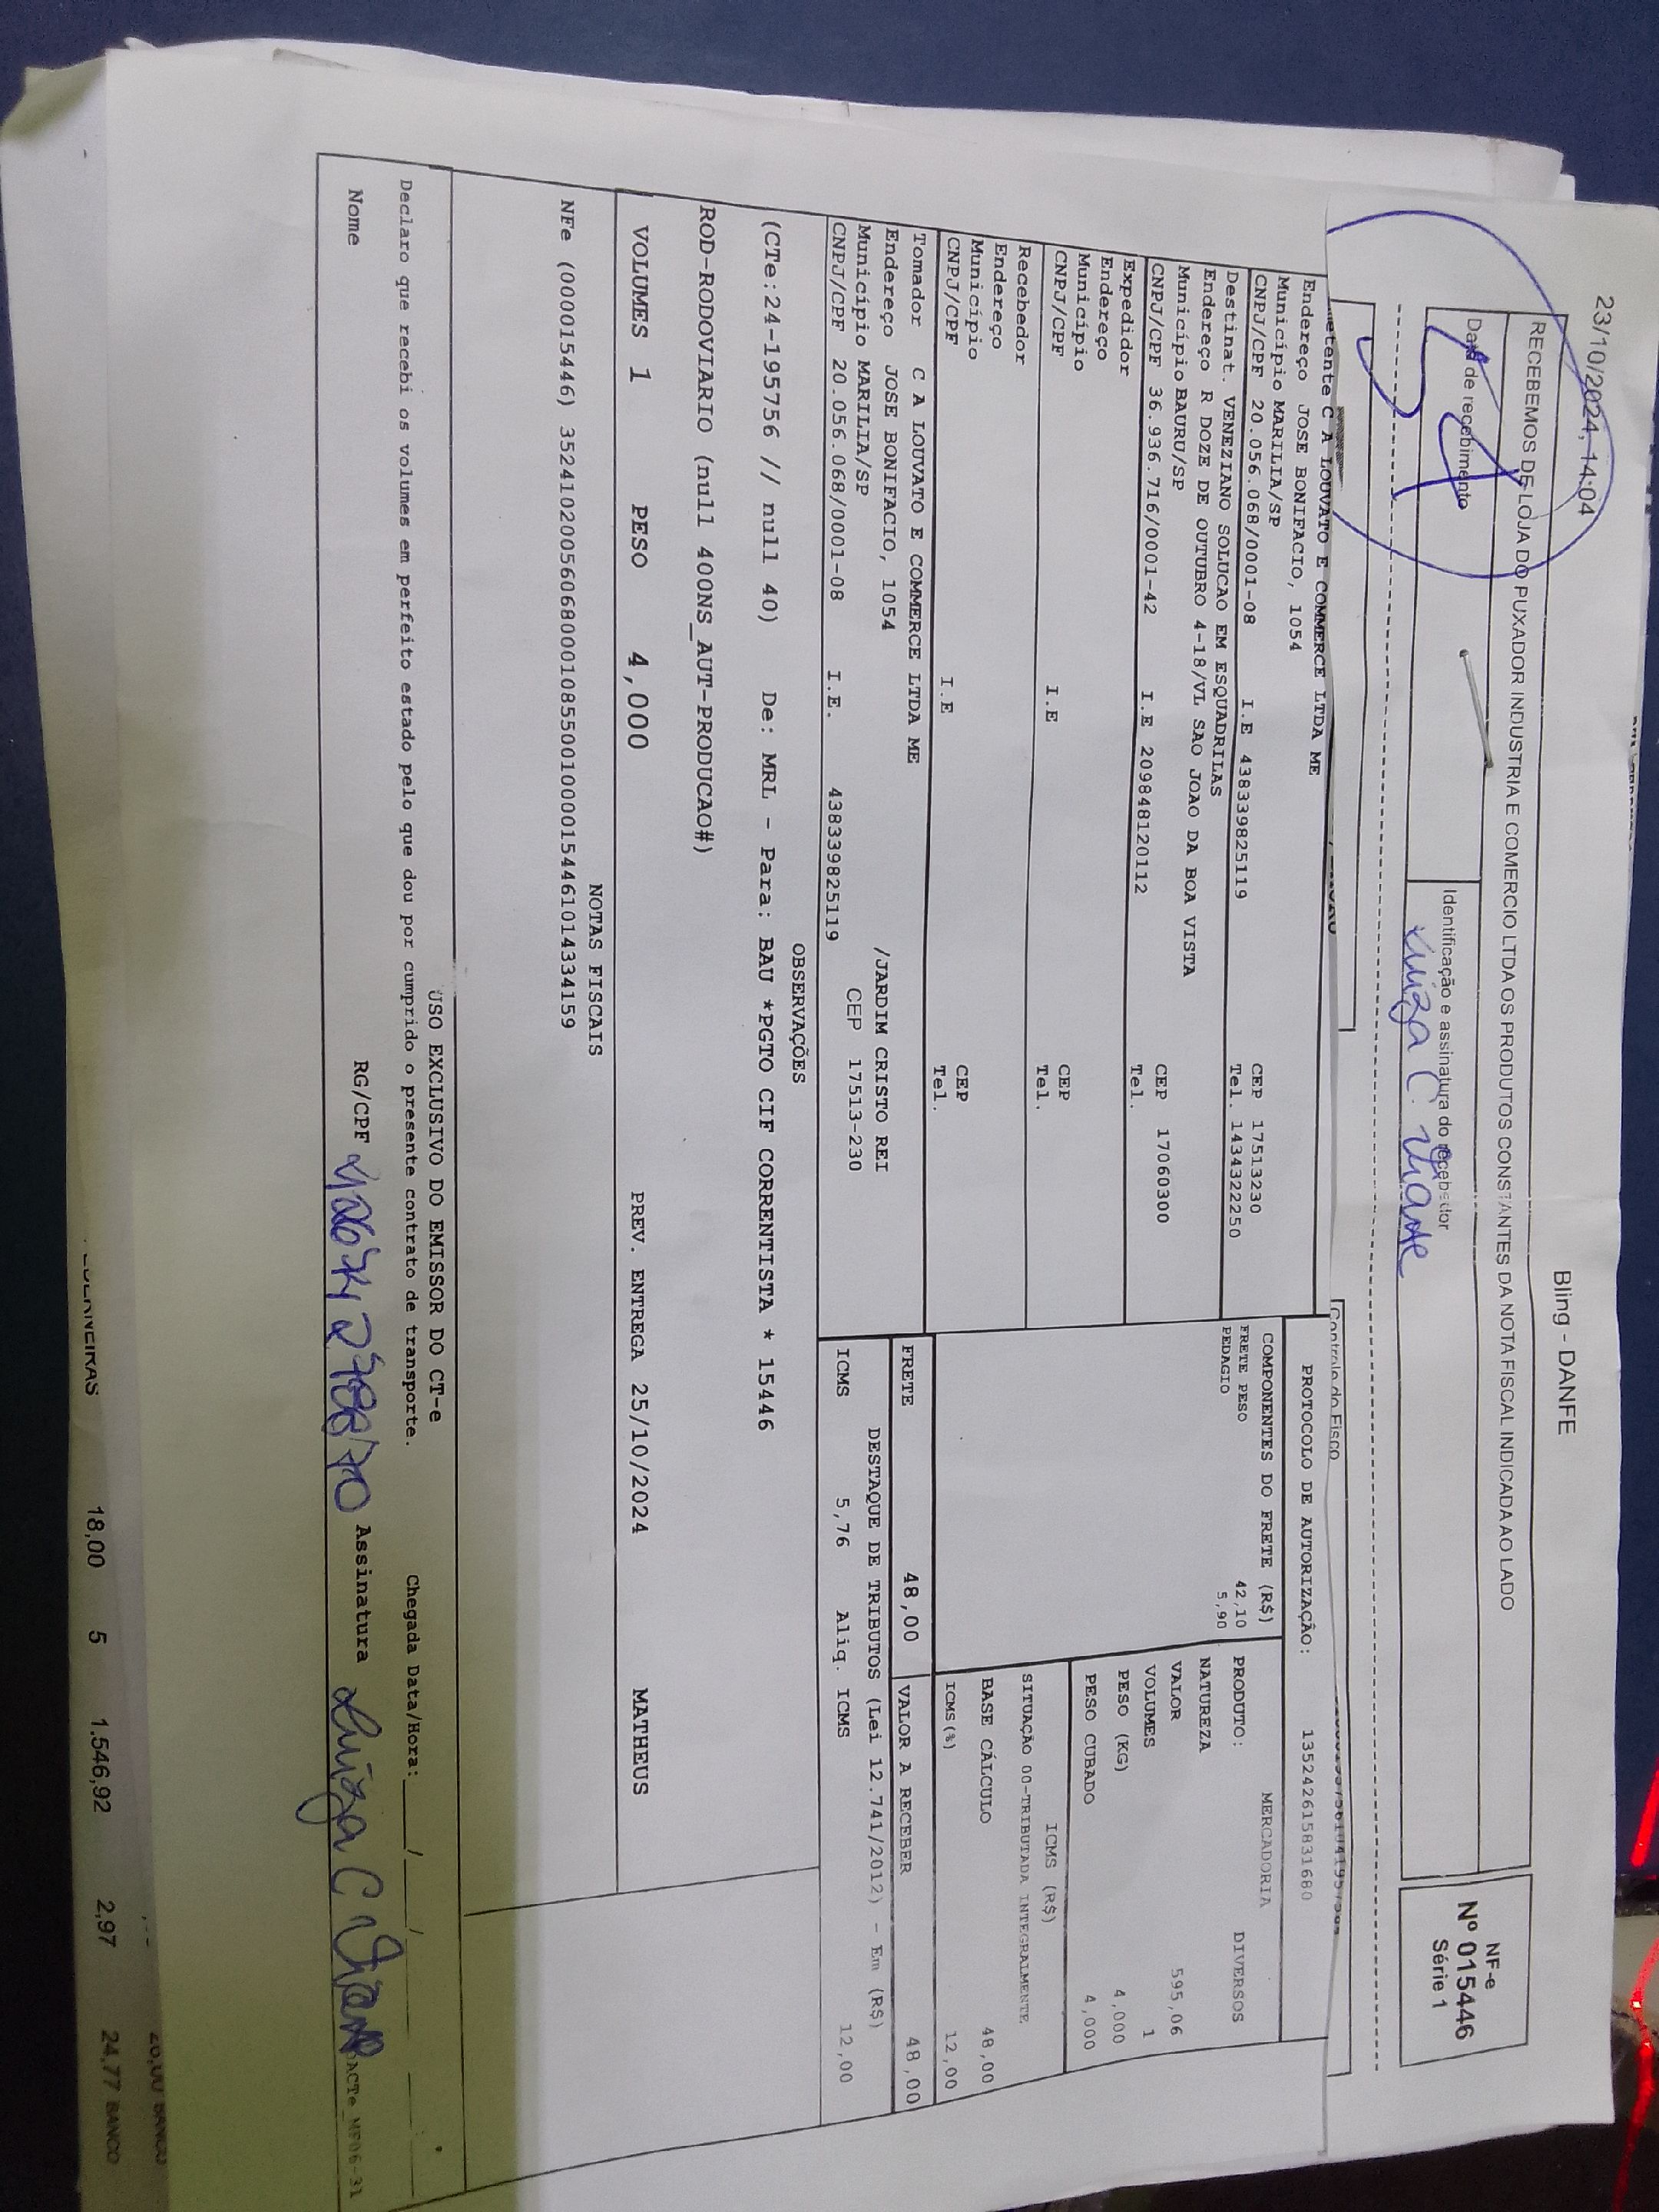 23/10/2024, 14:04
Bling - DANFE
RECEBEMOS DE LOJA DO PUXADOR INDUSTRIA E COMERCIO LTDA OS PRODUTOS CONSTANTES DA NOTA FISCAL INDICADA AO LADO
NF-e
Nº 015446
Série 1
Data de recebimento
Identificação e assinatura do recebedor
Luiza C.
Controle do Fisco
PROTOCOLO DE AUTORIZAÇÃO: 135242615831680
etente C A LOUVATO E COMMERCE LTDA ME
Endereço JOSE BONIFACIO, 1054
Município MARILIA/SP
CEP 17513230
CNPJ/CPF 20.056.068/0001-08 I.E 438339825119 Tel. 1434322250
Destinat. VENEZIANO SOLUCAO EM ESQUADRILAS
Endereço R DOZE DE OUTUBRO 4-18/VL SAO JOAO DA BOA VISTA
Município BAURU/SP CEP 17060300
CNPJ/CPF 36.936.716/0001-42 I.E 209848120112 Tel.
Expedidor
Endereço
Município CEP
CNPJ/CPF I.E Tel.
Recebedor
Endereço
Município CEP
CNPJ/CPF I.E Tel.
Tomador C A LOUVATO E COMMERCE LTDA ME
Endereço JOSE BONIFACIO, 1054 /JARDIM CRISTO REI
Município MARILIA/SP CEP 17513-230
CNPJ/CPF 20.056.068/0001-08 I.E. 438339825119
COMPONENTES DO FRETE (R$)
FRETE PESO 42,10
PEDAGIO 5,90
MERCADORIA
PRODUTO: DIVERSOS
NATUREZA
VALOR 595,06
VOLUMES 1
PESO (KG) 4,000
PESO CUBADO 4,000
ICMS (R$)
SITUAÇÃO 00-TRIBUTADA INTEGRALMENTE
BASE CÁLCULO 48,00
ICMS(%) 12,00
FRETE 48,00 VALOR A RECEBER 48,00
DESTAQUE DE TRIBUTOS (Lei 12.741/2012) - Em (R$)
ICMS 5,76 Aliq. ICMS 12,00
OBSERVAÇÕES
(CTe:24-195756 // null 40) De: MRL - Para: BAU *PGTO CIF CORRENTISTA * 15446
ROD-RODOVIARIO (null 400NS_AUT-PRODUCAO#)
VOLUMES 1 PESO 4,000 PREV. ENTREGA 25/10/2024 MATHEUS
NOTAS FISCAIS
NFe (000015446) 35241020056068000108550010000154461014334159
USO EXCLUSIVO DO EMISSOR DO CT-e
Declaro que recebi os volumes em perfeito estado pelo que dou por cumprido o presente contrato de transporte. Chegada Data/Hora:____/____/____
Nome RG/CPF Assinatura Luiza C
DACTe_MF06-31
18,00 5 1.546,92 2,97 24,77 BANCO